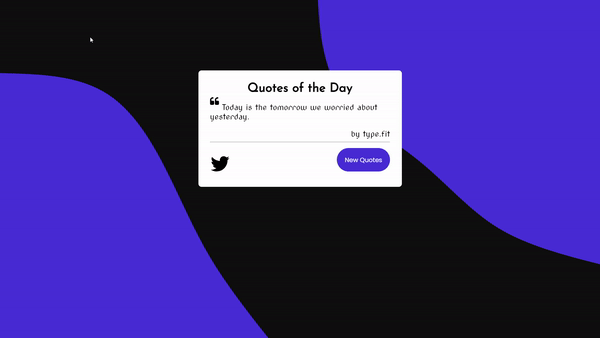 Quotes of the Day
❝ Today is the tomorrow we worried about
yesterday.
by type.fit
New Quotes